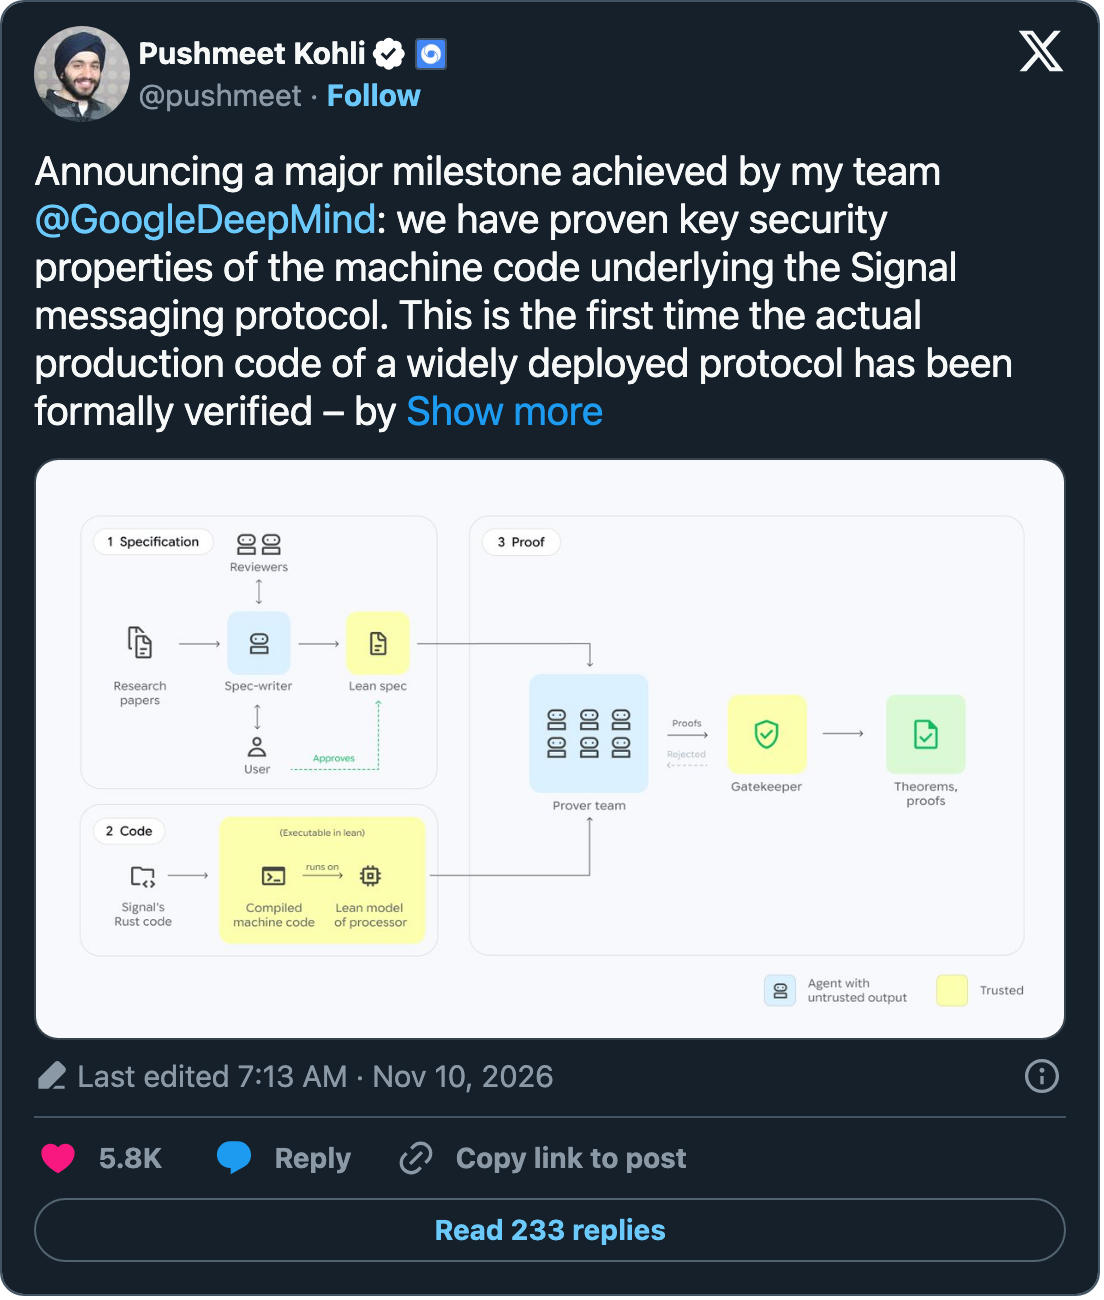 Pushmeet Kohli
@pushmeet · Follow
Announcing a major milestone achieved by my team
@GoogleDeepMind: we have proven key security
properties of the machine code underlying the Signal
messaging protocol. This is the first time the actual
production code of a widely deployed protocol has been
formally verified – by Show more
1 Specification
Reviewers
Research
papers
Spec-writer
Lean spec
User
Approves
2 Code
(Executable in lean)
Signal's
Rust code
Compiled
machine code
runs on
Lean model
of processor
3 Proof
Prover team
Proofs
Rejected
Gatekeeper
Theorems,
proofs
Agent with
untrusted output
Trusted
Last edited 7:13 AM · Nov 10, 2026
5.8K
Reply
Copy link to post
Read 233 replies